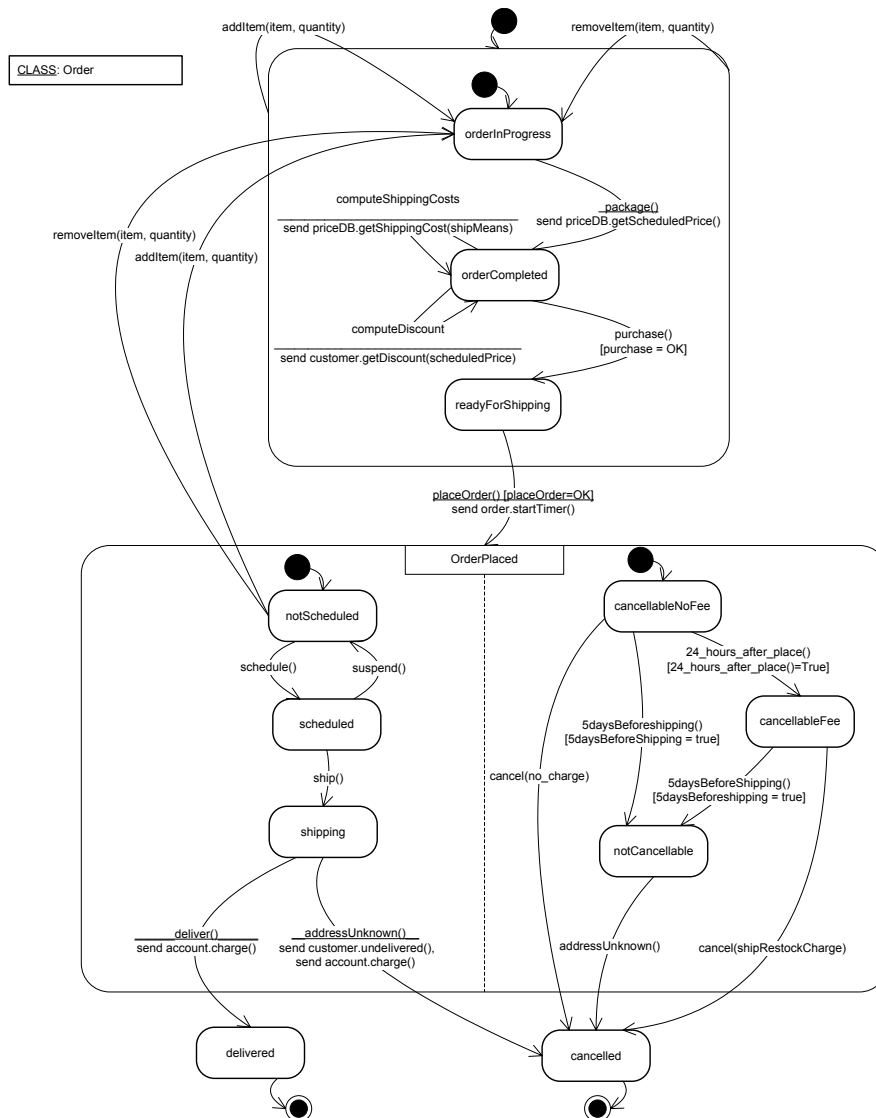 addItem(item, quantity)
removeItem(item, quantity)
CLASS: Order
orderInProgress
computeShippingCosts
send priceDB.getShippingCost(shipMeans)
package()
send priceDB.getScheduledPrice()
removeItem(item, quantity)
addItem(item, quantity)
orderCompleted
computeDiscount
send customer.getDiscount(scheduledPrice)
purchase()
[purchase = OK]
readyForShipping
placeOrder() [placeOrder=OK]
send order.startTimer()
OrderPlaced
notScheduled
cancellableNoFee
schedule()
suspend()
24_hours_after_place()
[24_hours_after_place()=True]
scheduled
cancellableFee
5daysBeforeshipping()
[5daysBeforeShipping = true]
ship()
cancel(no_charge)
5daysBeforeShipping()
[5daysBeforeshipping = true]
shipping
notCancellable
deliver()
send account.charge()
addressUnknown()
send customer.undelivered(),
send account.charge()
addressUnknown()
cancel(shipRestockCharge)
delivered
cancelled